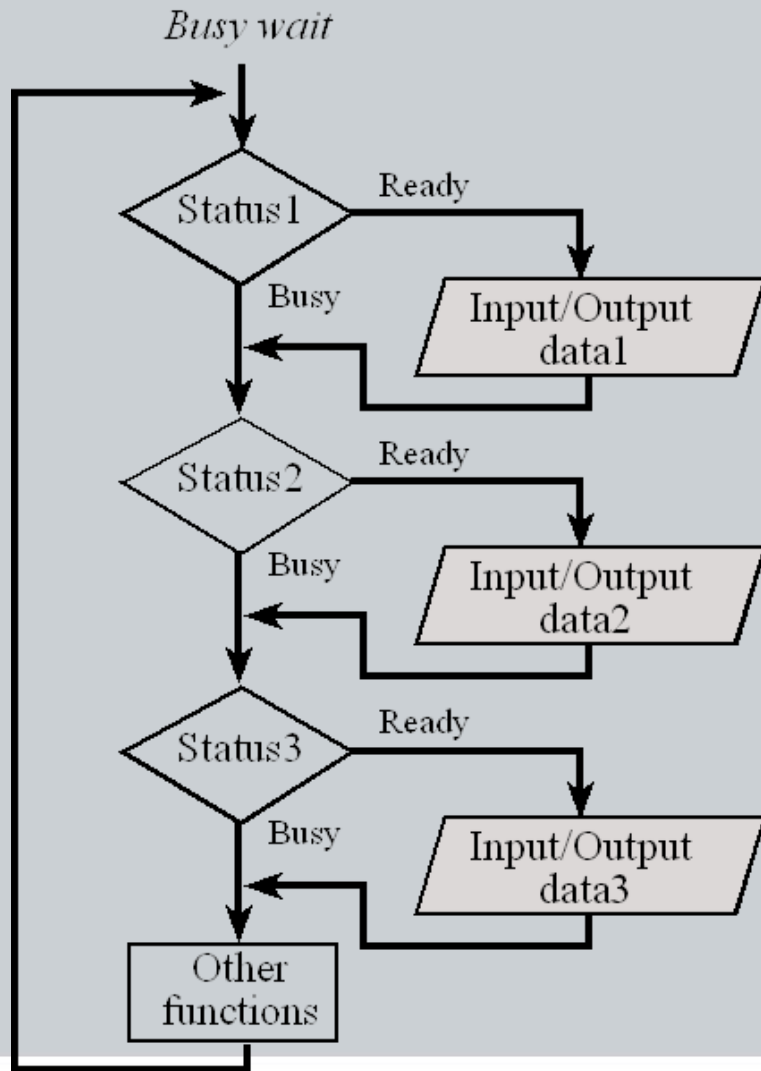 Busy wait
Status1
Ready
Busy
Input/Output
data1
Status2
Ready
Busy
Input/Output
data2
Status3
Ready
Busy
Input/Output
data3
Other
functions